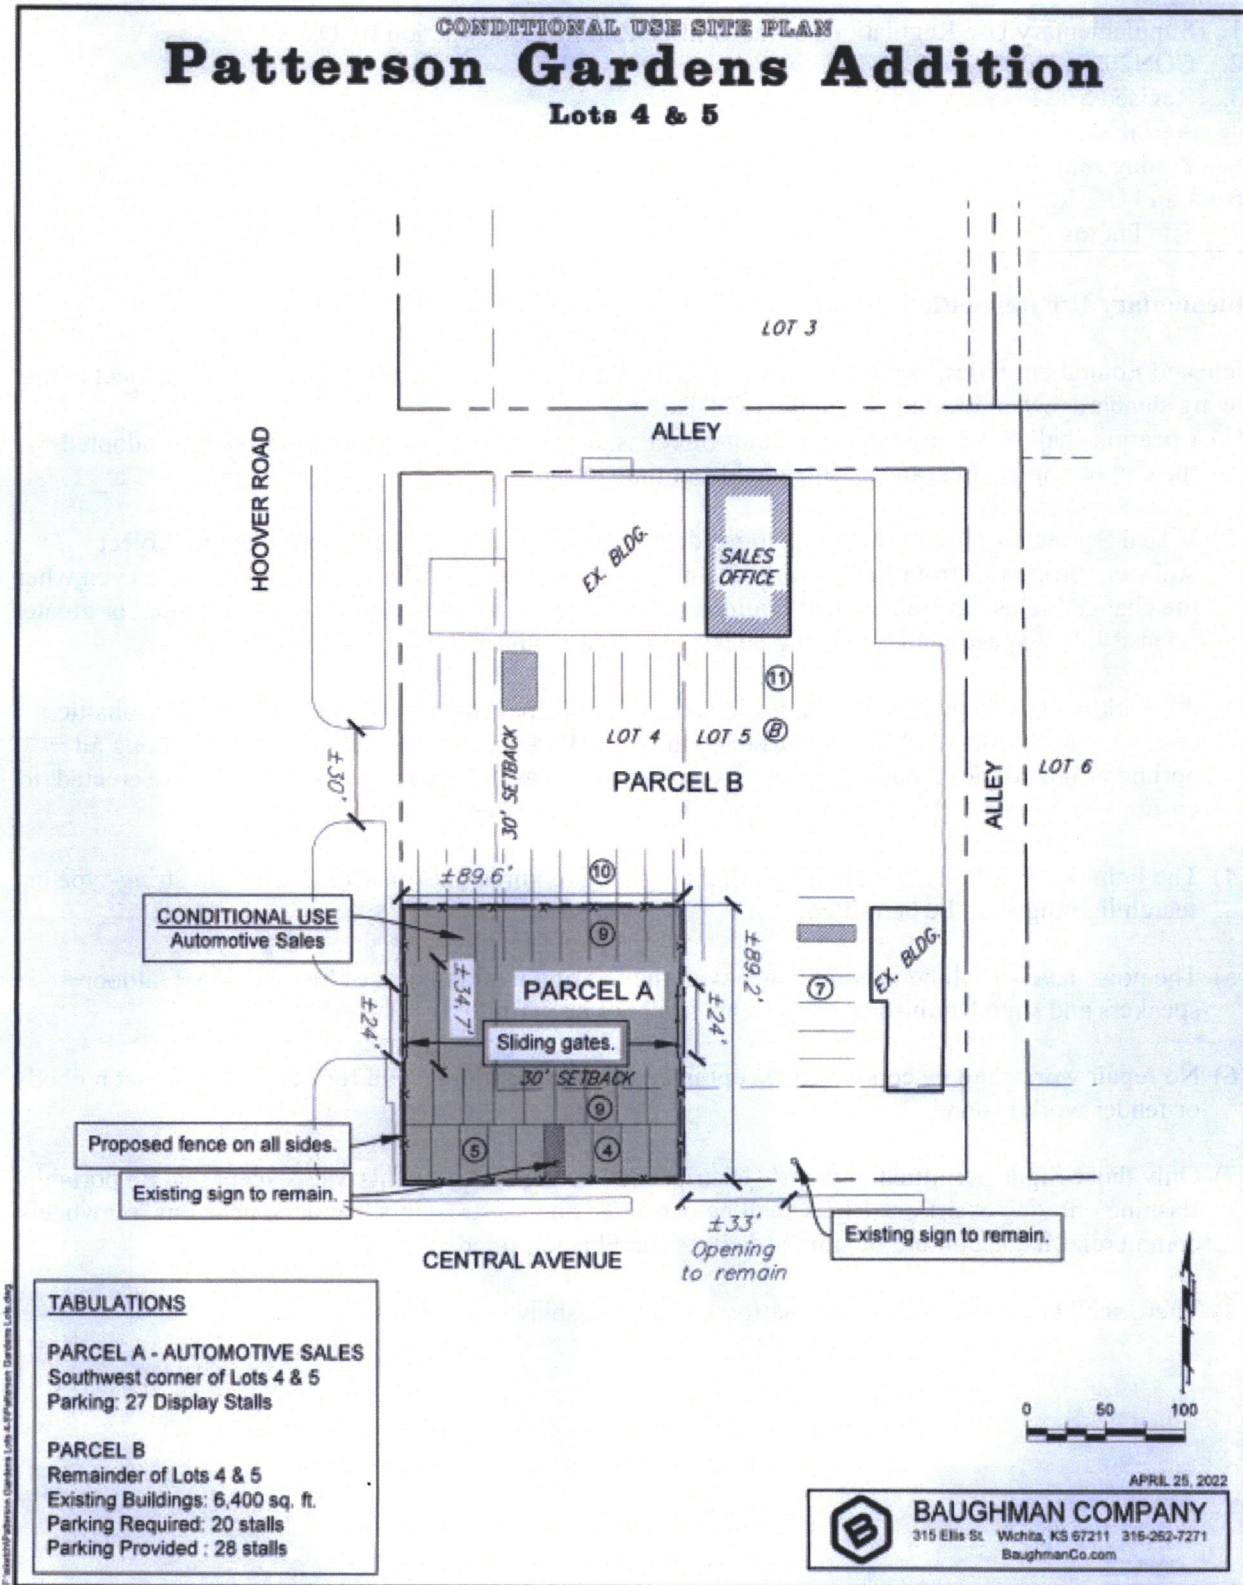 CONDITIONAL USE SITE PLAN
Patterson Gardens Addition
Lots 4 & 5
LOT 3
ALLEY
HOOVER ROAD
EX. BLDG.
SALES
OFFICE
11
LOT 4
LOT 5
B
PARCEL B
30' SETBACK
±30'
ALLEY
LOT 6
10
±89.6'
CONDITIONAL USE
Automotive Sales
9
±34.7'
PARCEL A
±89.2'
±24'
±24'
7
EX. BLDG.
Sliding gates.
30' SETBACK
9
Proposed fence on all sides.
5
4
Existing sign to remain.
Existing sign to remain.
±33'
Opening
to remain
CENTRAL AVENUE
TABULATIONS
PARCEL A - AUTOMOTIVE SALES
Southwest corner of Lots 4 & 5
Parking: 27 Display Stalls
PARCEL B
Remainder of Lots 4 & 5
Existing Buildings: 6,400 sq. ft.
Parking Required: 20 stalls
Parking Provided : 28 stalls
0 50 100
APRIL 25, 2022
B
BAUGHMAN COMPANY
315 Ellis St. Wichita, KS 67211 316-262-7271
BaughmanCo.com